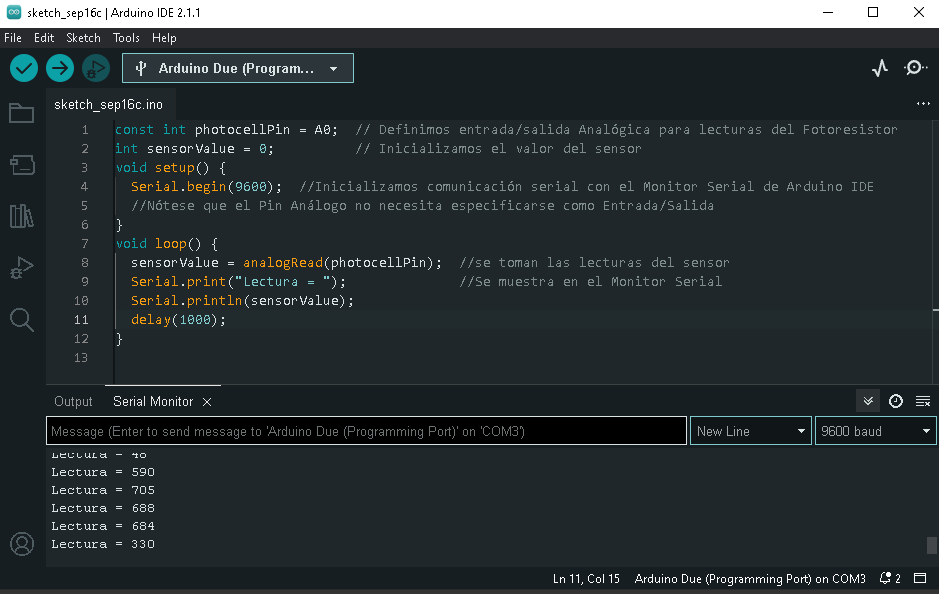 sketch_sep16c | Arduino IDE 2.1.1
File Edit Sketch Tools Help
Arduino Due (Program...
sketch_sep16c.ino
1 const int photocellPin = A0;  // Definimos entrada/salida Analógica para lecturas del Fotoresistor
2 int sensorValue = 0;          // Inicializamos el valor del sensor
3 void setup() {
4   Serial.begin(9600);  //Inicializamos comunicación serial con el Monitor Serial de Arduino IDE
5   //Nótese que el Pin Análogo no necesita especificarse como Entrada/Salida
6 }
7 void loop() {
8   sensorValue = analogRead(photocellPin);  //se toman las lecturas del sensor
9   Serial.print("Lectura = ");              //Se muestra en el Monitor Serial
10   Serial.println(sensorValue);
11   delay(1000);
12 }
13
Output Serial Monitor
Message (Enter to send message to 'Arduino Due (Programming Port)' on 'COM3') New Line 9600 baud
Lectura = 48
Lectura = 590
Lectura = 705
Lectura = 688
Lectura = 684
Lectura = 330
Ln 11, Col 15 Arduino Due (Programming Port) on COM3 2